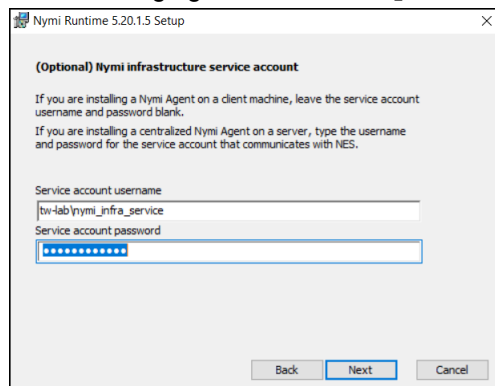 Nymi Runtime 5.20.1.5 Setup
(Optional) Nymi infrastructure service account
If you are installing a Nymi Agent on a client machine, leave the service account
username and password blank.
If you are installing a centralized Nymi Agent on a server, type the username
and password for the service account that communicates with NES.
Service account username
tw-lab\nymi_infra_service
Service account password
●●●●●●●●●●●●
Back Next Cancel